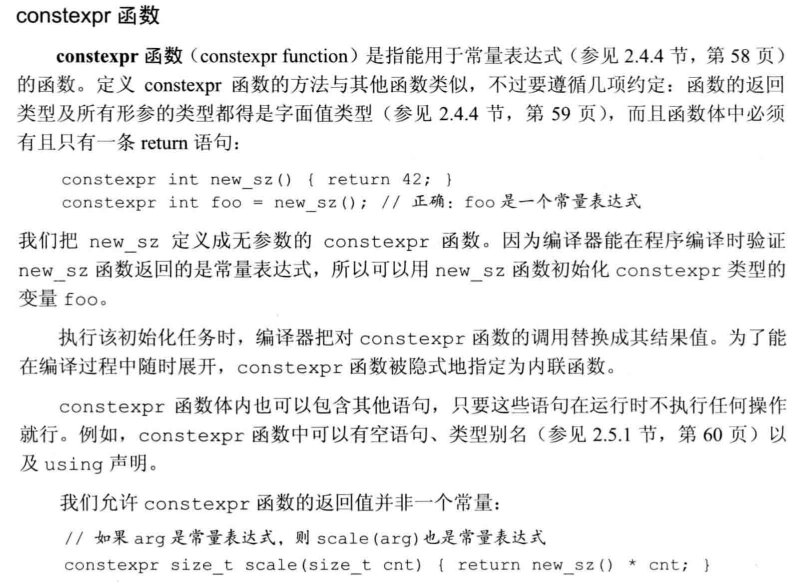 constexpr 函数
constexpr 函数（constexpr function）是指能用于常量表达式（参见 2.4.4 节，第 58 页）
的函数。定义 constexpr 函数的方法与其他函数类似，不过要遵循几项约定：函数的返回
类型及所有形参的类型都得是字面值类型（参见 2.4.4 节，第 59 页），而且函数体中必须
有且只有一条 return 语句：
constexpr int new_sz() { return 42; }
constexpr int foo = new_sz(); // 正确：foo 是一个常量表达式
我们把 new_sz 定义成无参数的 constexpr 函数。因为编译器能在程序编译时验证
new_sz 函数返回的是常量表达式，所以可以用 new_sz 函数初始化 constexpr 类型的
变量 foo。
执行该初始化任务时，编译器把对 constexpr 函数的调用替换成其结果值。为了能
在编译过程中随时展开，constexpr 函数被隐式地指定为内联函数。
constexpr 函数体内也可以包含其他语句，只要这些语句在运行时不执行任何操作
就行。例如，constexpr 函数中可以有空语句、类型别名（参见 2.5.1 节，第 60 页）以
及 using 声明。
我们允许 constexpr 函数的返回值并非一个常量：
// 如果 arg 是常量表达式，则 scale(arg)也是常量表达式
constexpr size_t scale(size_t cnt) { return new_sz() * cnt; }